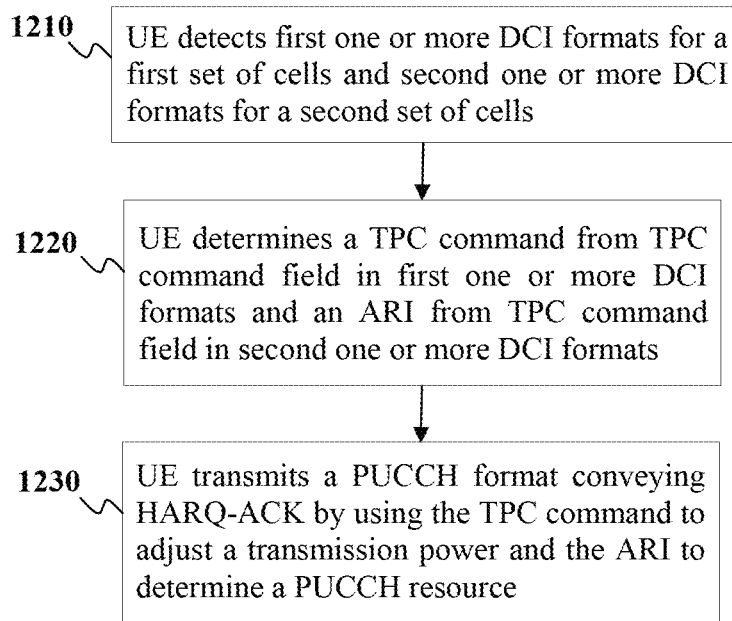 1210
UE detects first one or more DCI formats for a
first set of cells and second one or more DCI
formats for a second set of cells
1220
UE determines a TPC command from TPC
command field in first one or more DCI
formats and an ARI from TPC command
field in second one or more DCI formats
1230
UE transmits a PUCCH format conveying
HARQ-ACK by using the TPC command to
adjust a transmission power and the ARI to
determine a PUCCH resource